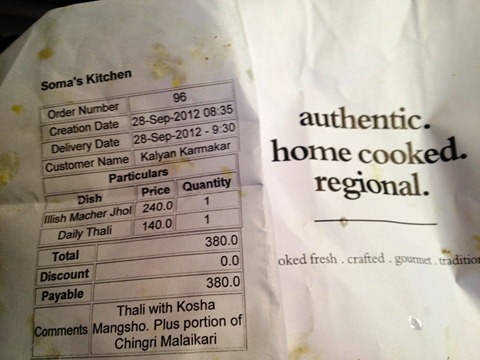 Soma's Kitchen
Order Number 96
Creation Date 28-Sep-2012 08:35
Delivery Date 28-Sep-2012 - 9:30
Customer Name Kalyan Karmakar
Particulars
Dish Price Quantity
Illish Macher Jhol 240.0 1
Daily Thali 140.0 1
Total 380.0
Discount 0.0
Payable 380.0
Comments Thali with Kosha
Mangsho. Plus portion of
Chingri Malaikari
authentic.
home cooked.
regional.
oked fresh . crafted . gourmet . traditio